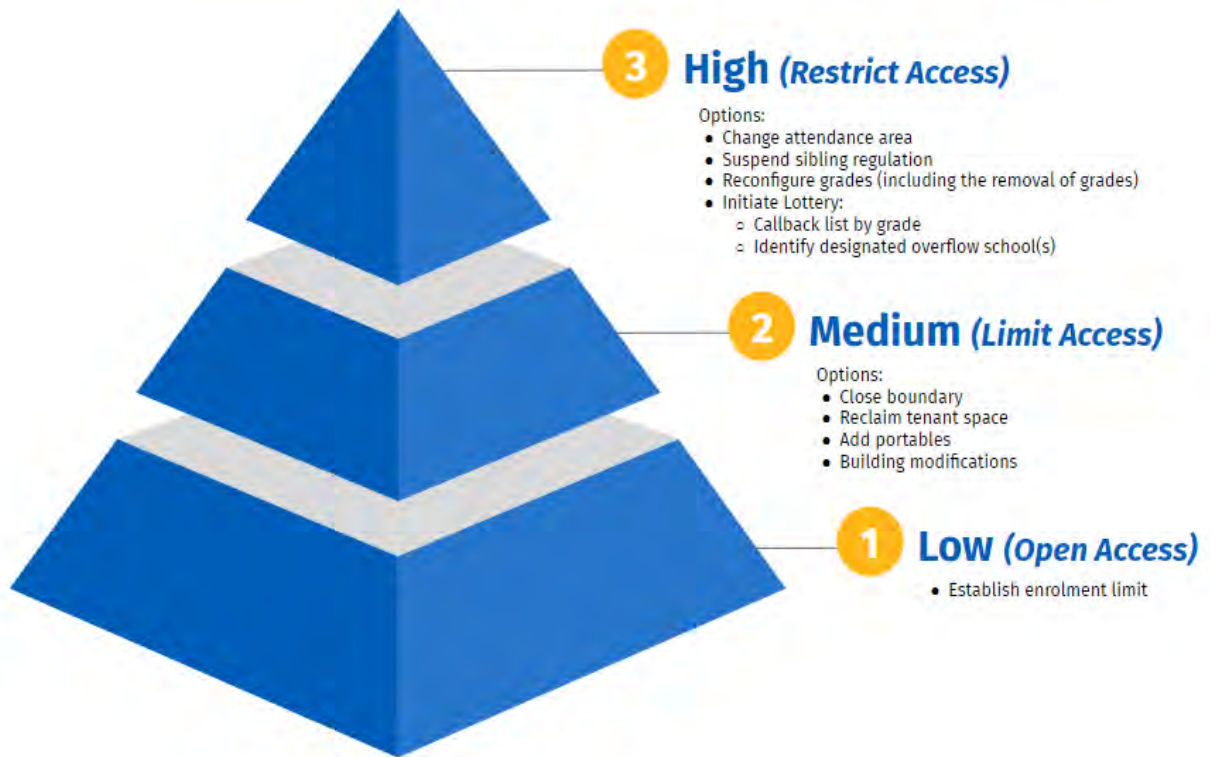 3 High (Restrict Access)
Options:
• Change attendance area
• Suspend sibling regulation
• Reconfigure grades (including the removal of grades)
• Initiate Lottery:
○ Callback list by grade
○ Identify designated overflow school(s)
2 Medium (Limit Access)
Options:
• Close boundary
• Reclaim tenant space
• Add portables
• Building modifications
1 Low (Open Access)
• Establish enrolment limit